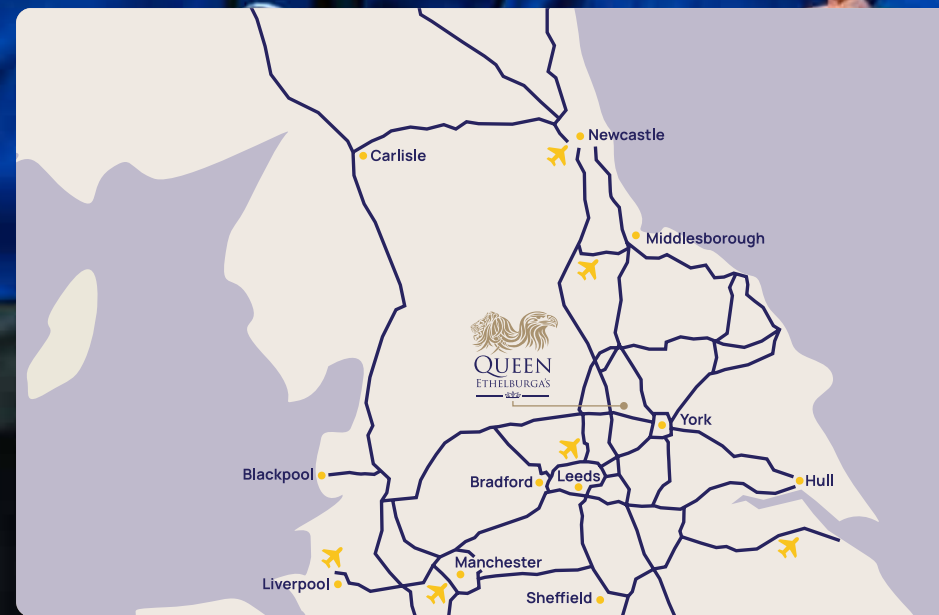 Newcastle
Carlisle
Middlesborough
QUEEN
ETHELBURGA'S
York
Blackpool
Bradford
Leeds
Hull
Manchester
Liverpool
Sheffield